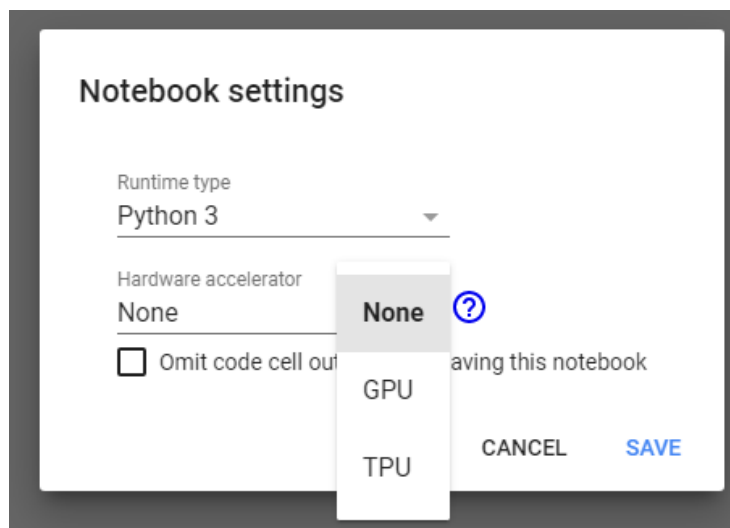 Notebook settings
Runtime type
Python 3
Hardware accelerator
None
None
?
Omit code cell out
aving this notebook
GPU
TPU
CANCEL
SAVE